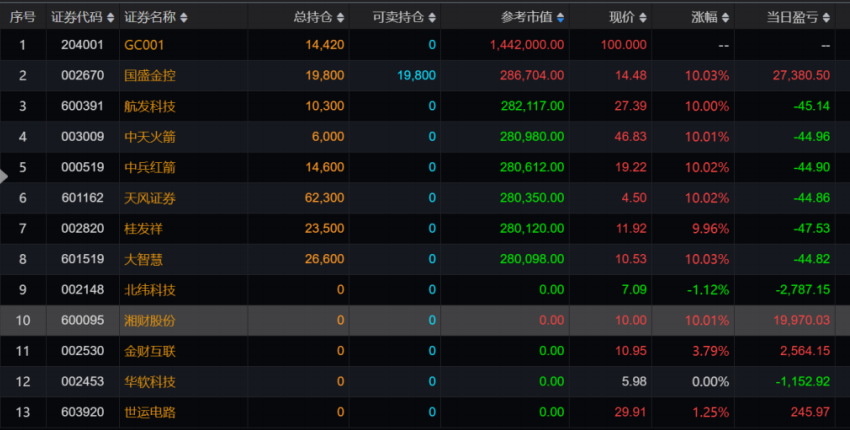 序号 证券代码 证券名称 总持仓 可卖持仓 参考市值 现价 涨幅 当日盈亏
1 204001 GC001 14,420 0 1,442,000.00 100.000 -- --
2 002670 国盛金控 19,800 19,800 286,704.00 14.48 10.03% 27,380.50
3 600391 航发科技 10,300 0 282,117.00 27.39 10.00% -45.14
4 003009 中天火箭 6,000 0 280,980.00 46.83 10.01% -44.96
5 000519 中兵红箭 14,600 0 280,612.00 19.22 10.02% -44.90
6 601162 天风证券 62,300 0 280,350.00 4.50 10.02% -44.86
7 002820 桂发祥 23,500 0 280,120.00 11.92 9.96% -47.53
8 601519 大智慧 26,600 0 280,098.00 10.53 10.03% -44.82
9 002148 北纬科技 0 0 0.00 7.09 -1.12% -2,787.15
10 600095 湘财股份 0 0 0.00 10.00 10.01% 19,970.03
11 002530 金财互联 0 0 0.00 10.95 3.79% 2,564.15
12 002453 华软科技 0 0 0.00 5.98 0.00% -1,152.92
13 603920 世运电路 0 0 0.00 29.91 1.25% 245.97